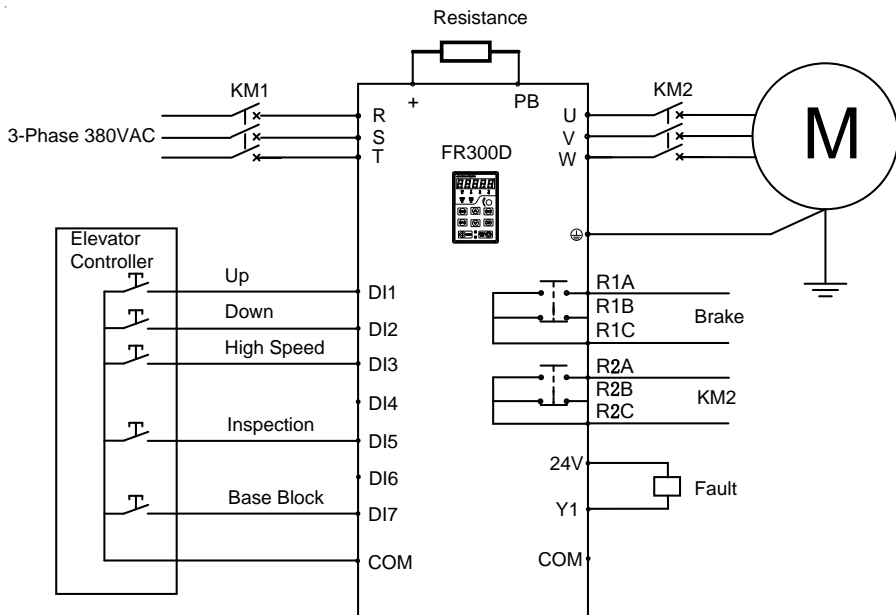 Resistance
KM1
+
PB
KM2
3-Phase 380VAC
R
S
T
U
V
W
M
FR300D
Elevator
Controller
Up
DI1
Down
DI2
High Speed
DI3
DI4
Inspection
DI5
DI6
Base Block
DI7
COM
R1A
R1B
R1C
Brake
R2A
R2B
R2C
KM2
24V
Y1
Fault
COM